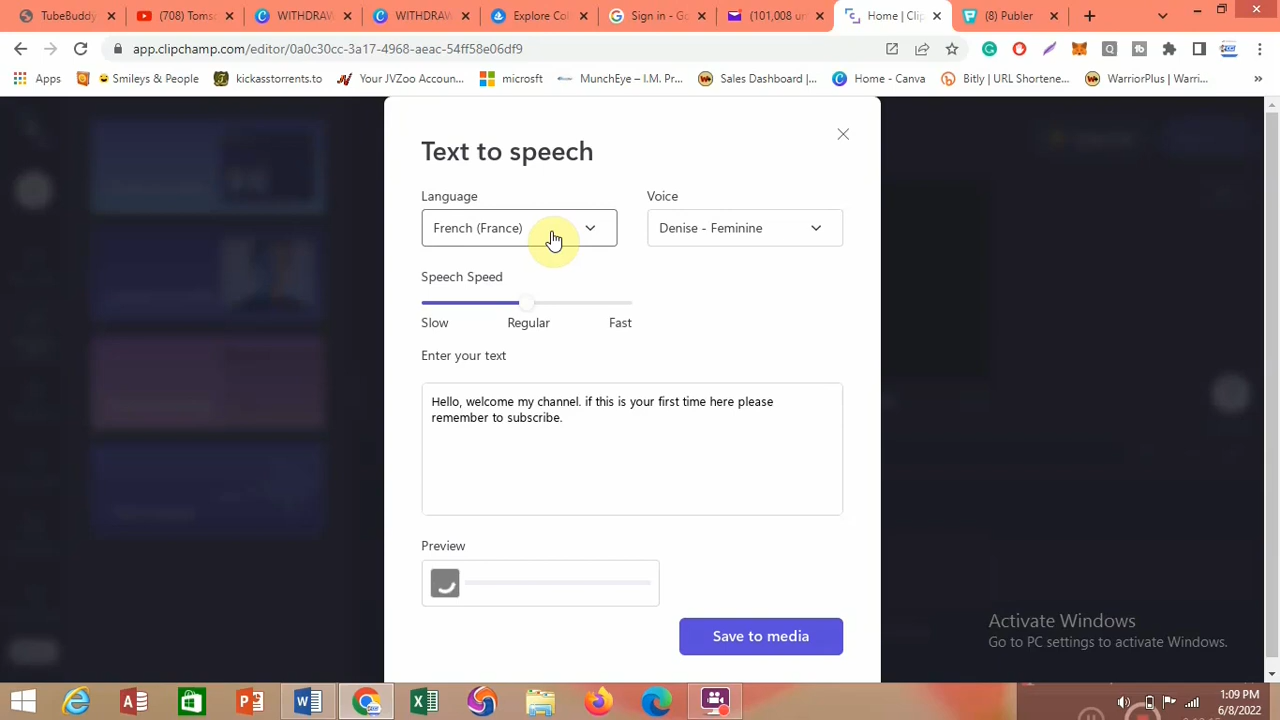 TubeBuddy
(708) Toms
WITHDRAW
WITHDRAW
Explore Co
Sign in - Go
(101,008 un
Home | Clip
(8) Publer
app.clipchamp.com/editor/0a0c30cc-3a17-4968-aeac-54ff58e06df9
Apps
Smileys & People
kickasstorrents.to
Your JVZoo Accoun...
microsft
MunchEye – I.M. Pr...
Sales Dashboard |...
Home - Canva
Bitly | URL Shortene...
WarriorPlus | Warri...
Text to speech
Language
Voice
French (France)
Denise - Feminine
Speech Speed
Slow
Regular
Fast
Enter your text
Hello, welcome my channel. if this is your first time here please
remember to subscribe.
Preview
Save to media
Activate Windows
Go to PC settings to activate Windows.
1:09 PM
6/8/2022